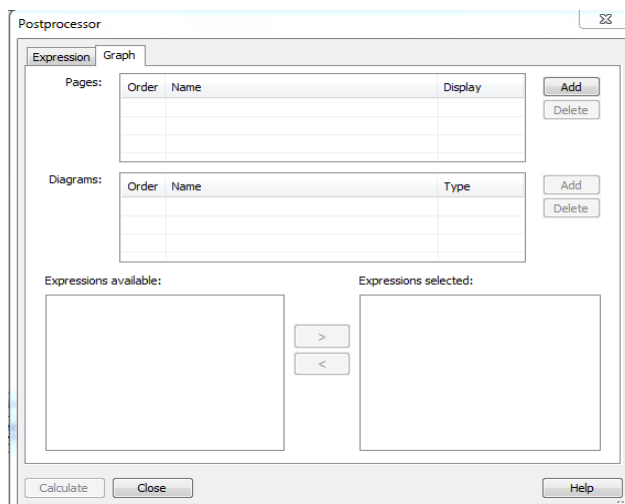 Postprocessor
Expression Graph
Pages: Order Name Display Add
Delete
Diagrams: Order Name Type Add
Delete
Expressions available: Expressions selected:
>
<
Calculate Close Help